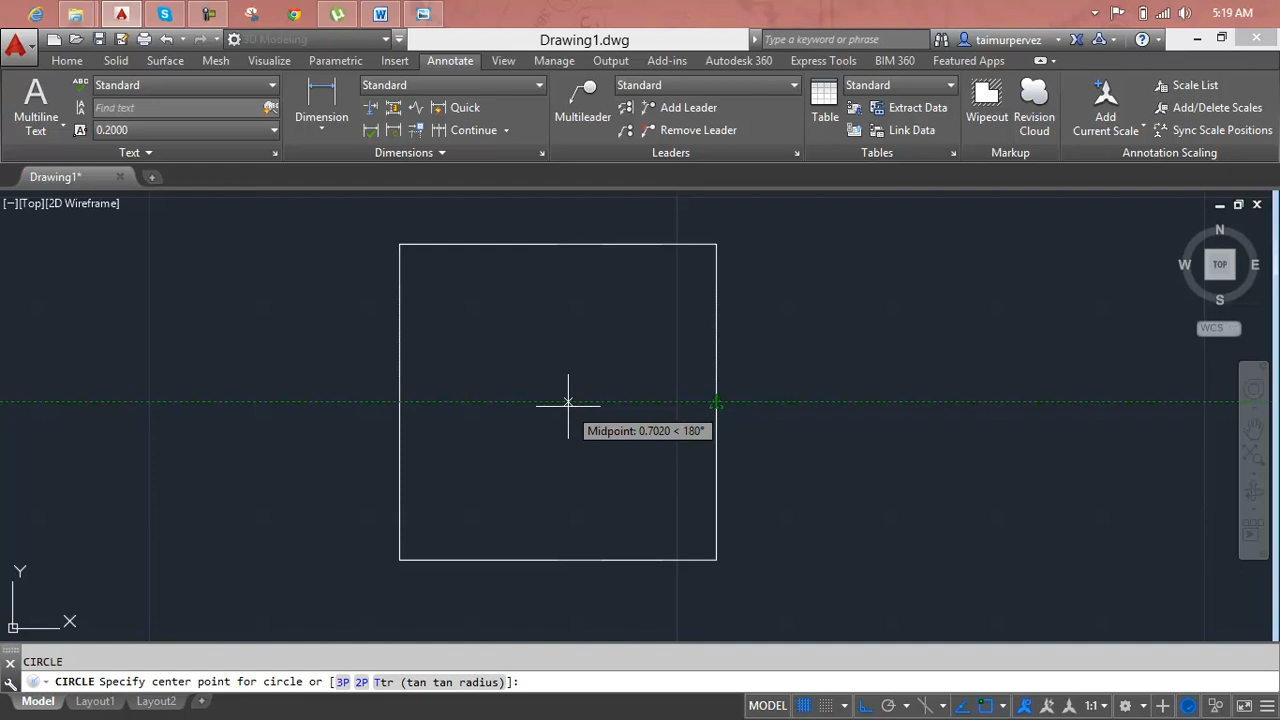 5:19 AM
3D Modeling
Drawing1.dwg
Type a keyword or phrase
taimurpervez
Home Solid Surface Mesh Visualize Parametric Insert Annotate View Manage Output Add-ins Autodesk 360 Express Tools BIM 360 Featured Apps
Multiline
Text
Standard
Find text
0.2000
Text
Dimension
Standard
Quick
Continue
Dimensions
Multileader
Standard
Add Leader
Remove Leader
Leaders
Table
Standard
Extract Data
Link Data
Tables
Wipeout
Revision
Cloud
Markup
Add
Current Scale
Scale List
Add/Delete Scales
Sync Scale Positions
Annotation Scaling
Drawing1*
[−][Top][2D Wireframe]
N
W TOP E
S
WCS
Midpoint: 0.7020 < 180°
Y
X
CIRCLE
CIRCLE Specify center point for circle or [3P 2P Ttr (tan tan radius)]:
Model Layout1 Layout2 MODEL 1:1